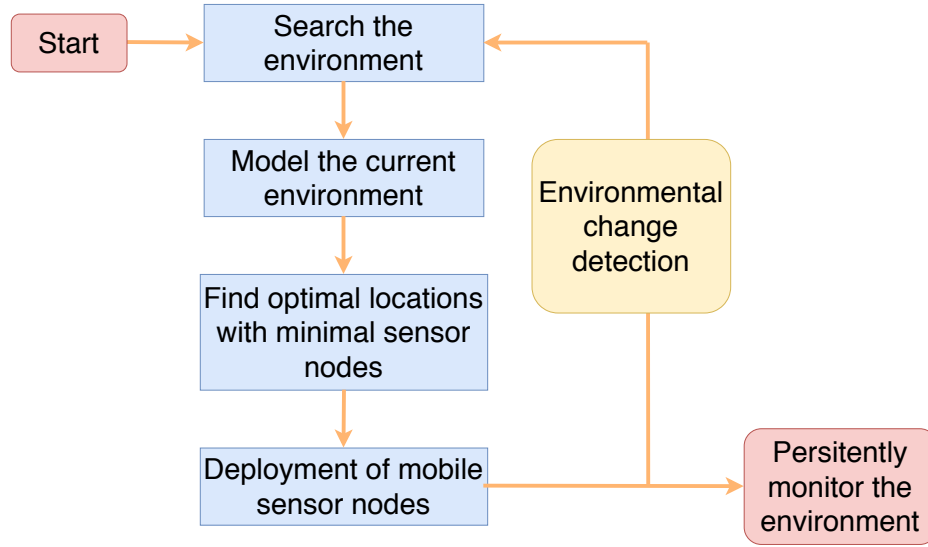 Start
Search the
environment
Model the current
environment
Environmental
change
detection
Find optimal locations
with minimal sensor
nodes
Deployment of mobile
sensor nodes
Persitently
monitor the
environment